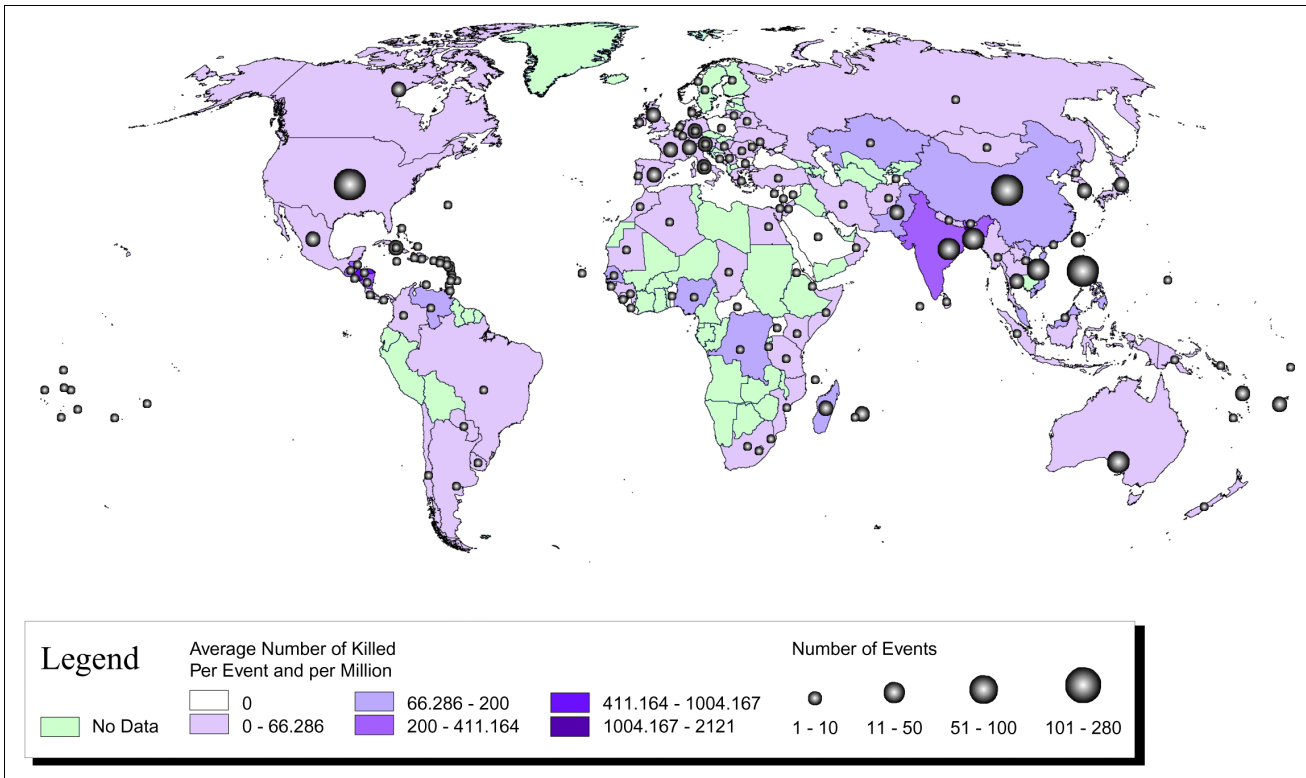 Legend
No Data
Average Number of Killed
Per Event and per Million
0
0 - 66.286
66.286 - 200
200 - 411.164
411.164 - 1004.167
1004.167 - 2121
Number of Events
1 - 10
11 - 50
51 - 100
101 - 280